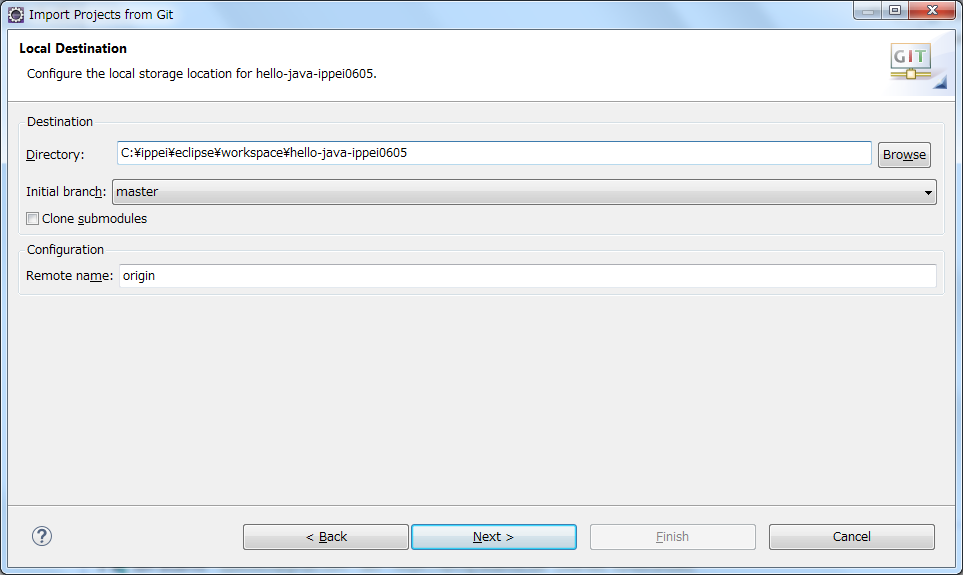 Import Projects from Git
Local Destination
Configure the local storage location for hello-java-ippei0605.
GIT
Destination
Directory: C:¥ippei¥eclipse¥workspace¥hello-java-ippei0605 Browse
Initial branch: master
Clone submodules
Configuration
Remote name: origin
? < Back Next > Finish Cancel